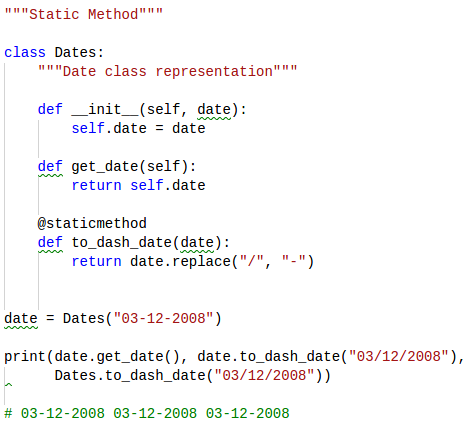 """Static Method"""
class Dates:
"""Date class representation"""
def __init__(self, date):
self.date = date
def get_date(self):
return self.date
@staticmethod
def to_dash_date(date):
return date.replace("/", "-")
date = Dates("03-12-2008")
print(date.get_date(), date.to_dash_date("03/12/2008"),
Dates.to_dash_date("03/12/2008"))
# 03-12-2008 03-12-2008 03-12-2008